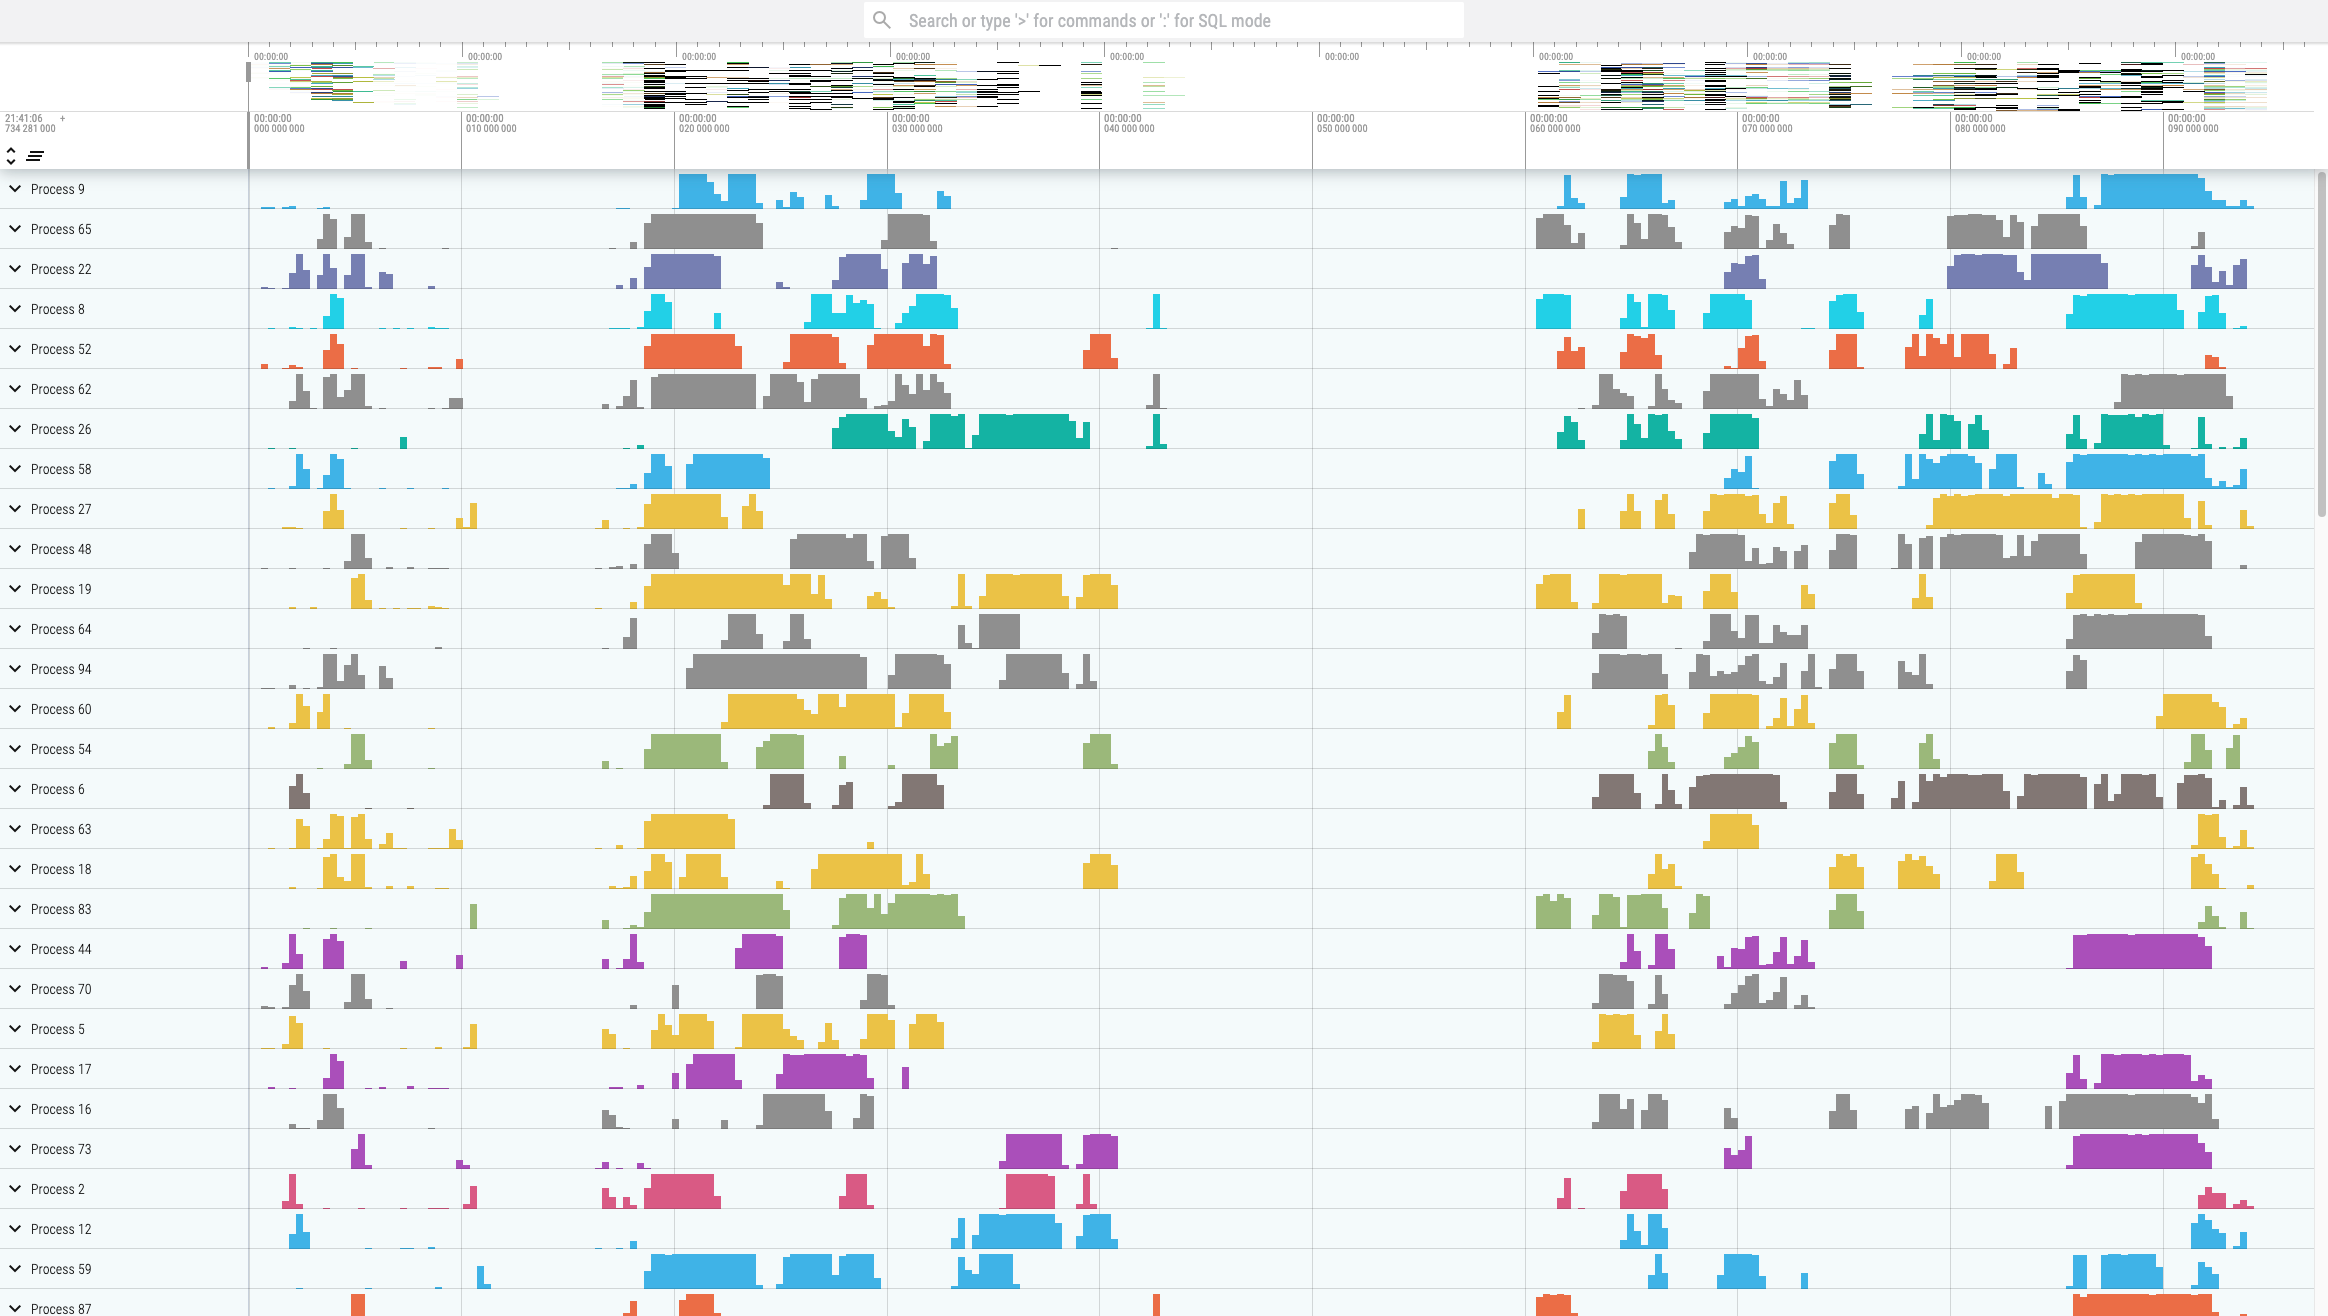 Search or type '>' for commands or ':' for SQL mode
00:00:00 00:00:00 00:00:00 00:00:00 00:00:00 00:00:00 00:00:00 00:00:00 00:00:00 00:00:00
21:41:06 +
734 281 000
00:00:00 00:00:00 00:00:00 00:00:00 00:00:00 00:00:00 00:00:00 00:00:00 00:00:00 00:00:00
000 000 000 010 000 000 020 000 000 030 000 000 040 000 000 050 000 000 060 000 000 070 000 000 080 000 000 090 000 000
Process 9
Process 65
Process 22
Process 8
Process 52
Process 62
Process 26
Process 58
Process 27
Process 48
Process 19
Process 64
Process 94
Process 60
Process 54
Process 6
Process 63
Process 18
Process 83
Process 44
Process 70
Process 5
Process 17
Process 16
Process 73
Process 2
Process 12
Process 59
Process 87